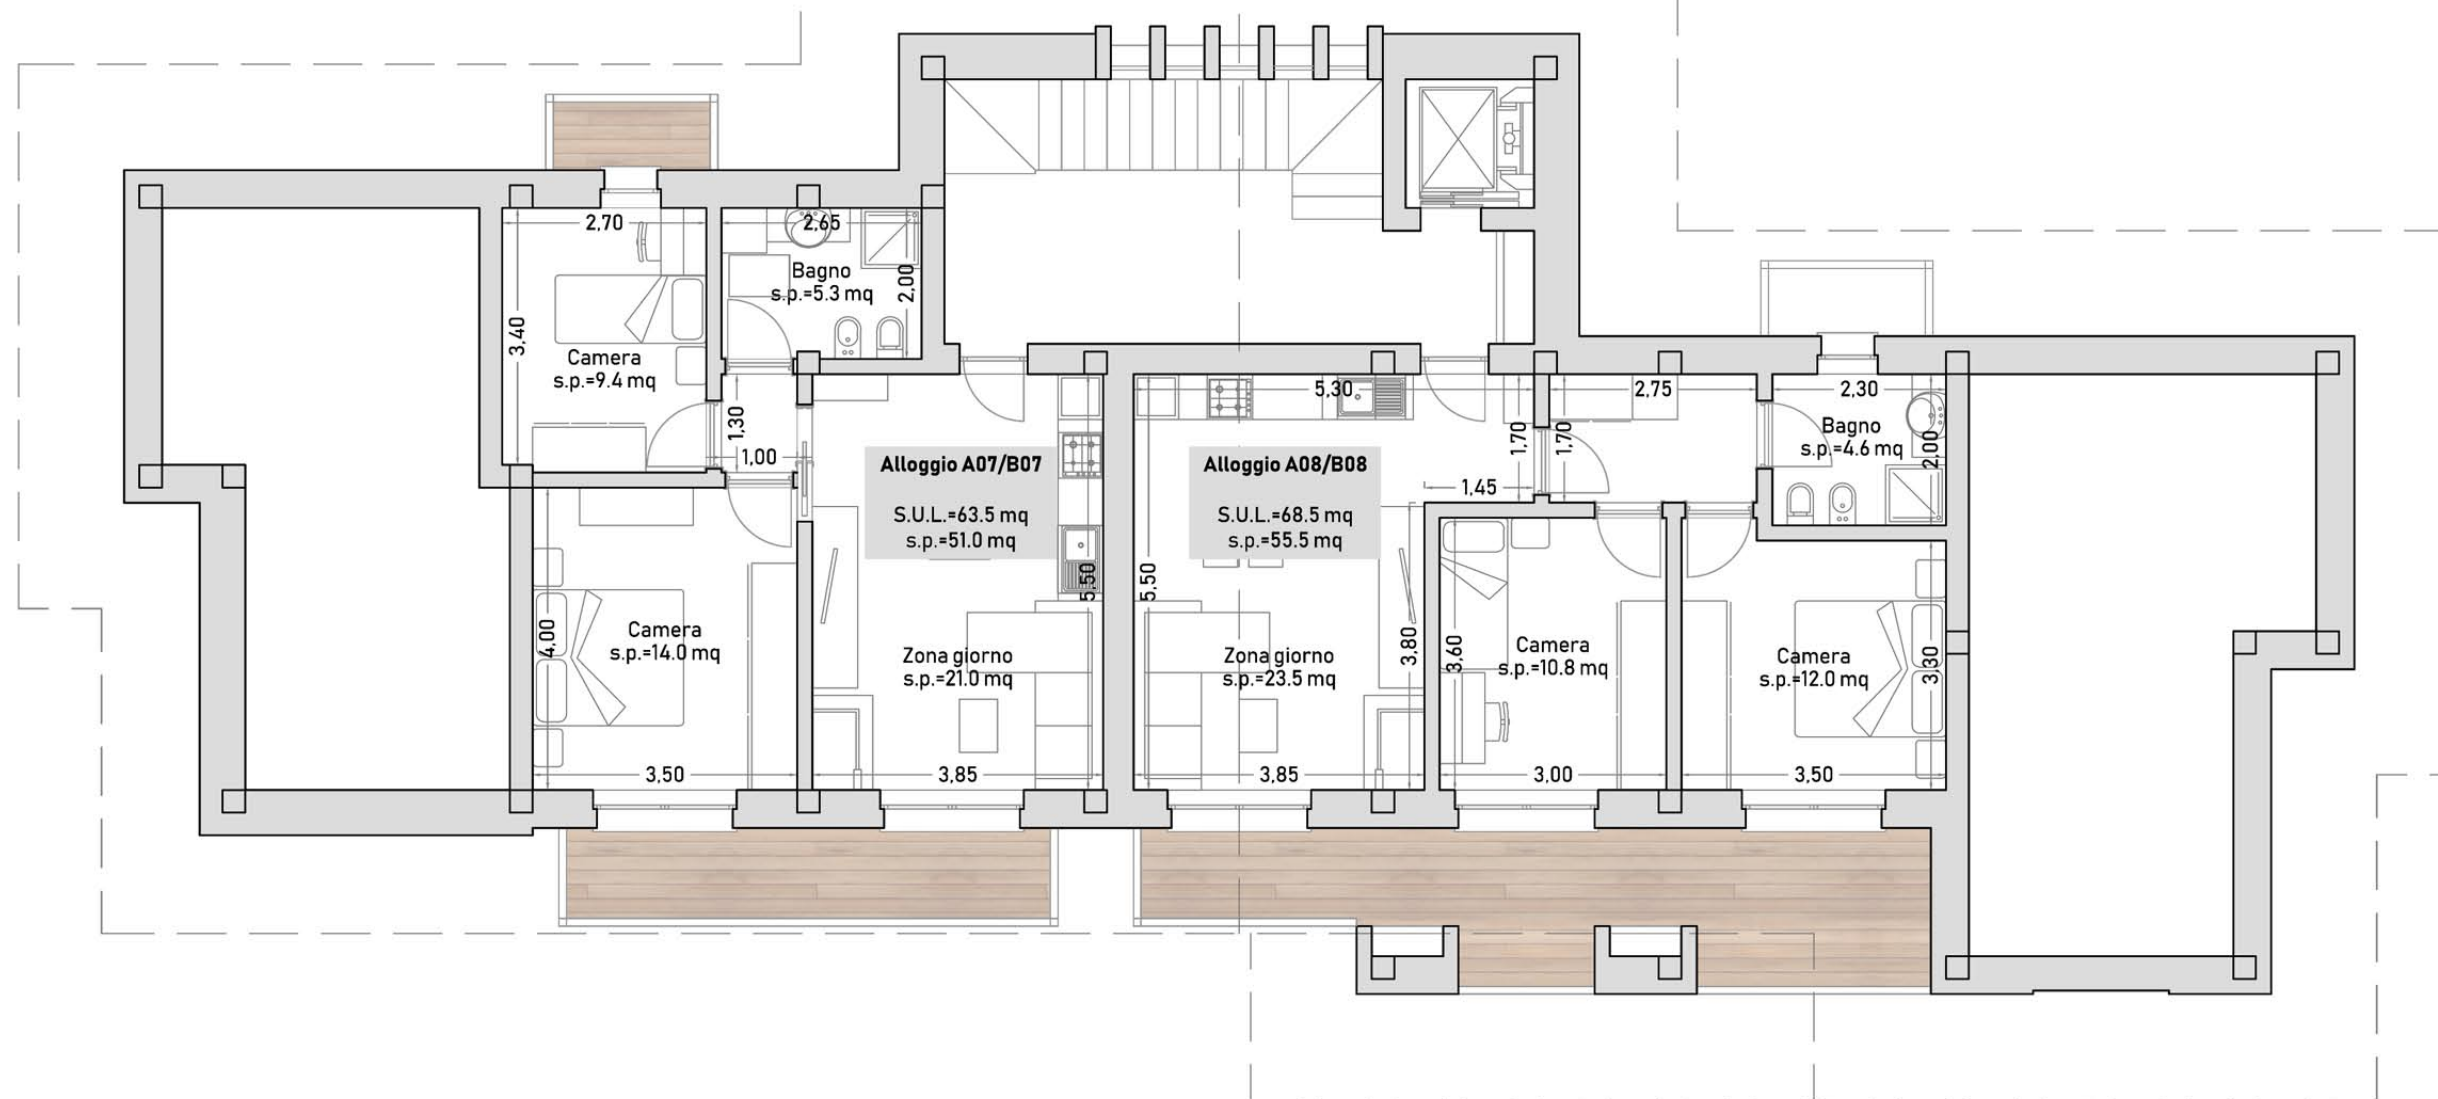 2,70
2,65
Bagno
s.p.=5.3 mq
2,00
3,40
Camera
s.p.=9.4 mq
1,30
1,00
5,30
2,75
2,30
Bagno
s.p.=4.6 mq
2,00
1,70
1,70
1,45
Alloggio A07/B07
S.U.L.=63.5 mq
s.p.=51.0 mq
Alloggio A08/B08
S.U.L.=68.5 mq
s.p.=55.5 mq
5,50
5,50
4,00
Camera
s.p.=14.0 mq
Zona giorno
s.p.=21.0 mq
Zona giorno
s.p.=23.5 mq
3,80
3,60
Camera
s.p.=10.8 mq
Camera
s.p.=12.0 mq
3,30
3,50
3,85
3,85
3,00
3,50